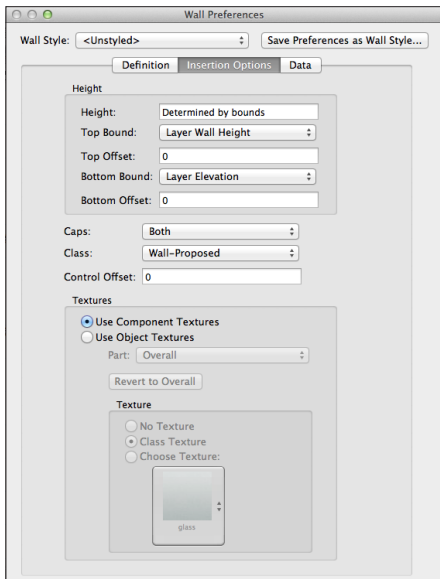 Wall Preferences
Wall Style: <Unstyled> Save Preferences as Wall Style...
Definition Insertion Options Data
Height
Height: Determined by bounds
Top Bound: Layer Wall Height
Top Offset: 0
Bottom Bound: Layer Elevation
Bottom Offset: 0
Caps: Both
Class: Wall-Proposed
Control Offset: 0
Textures
Use Component Textures
Use Object Textures
Part: Overall
Revert to Overall
Texture
No Texture
Class Texture
Choose Texture:
glass